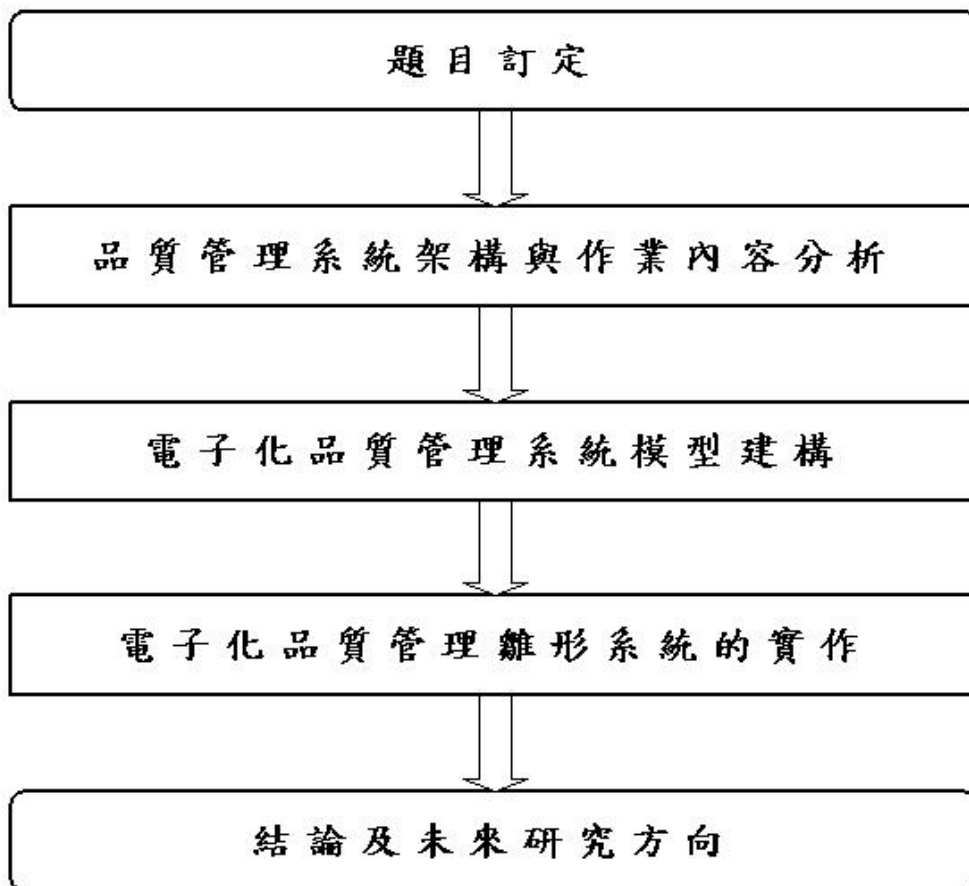 題目訂定
品質管理系統架構與作業內容分析
電子化品質管理系統模型建構
電子化品質管理雛形系統的實作
結論及未來研究方向